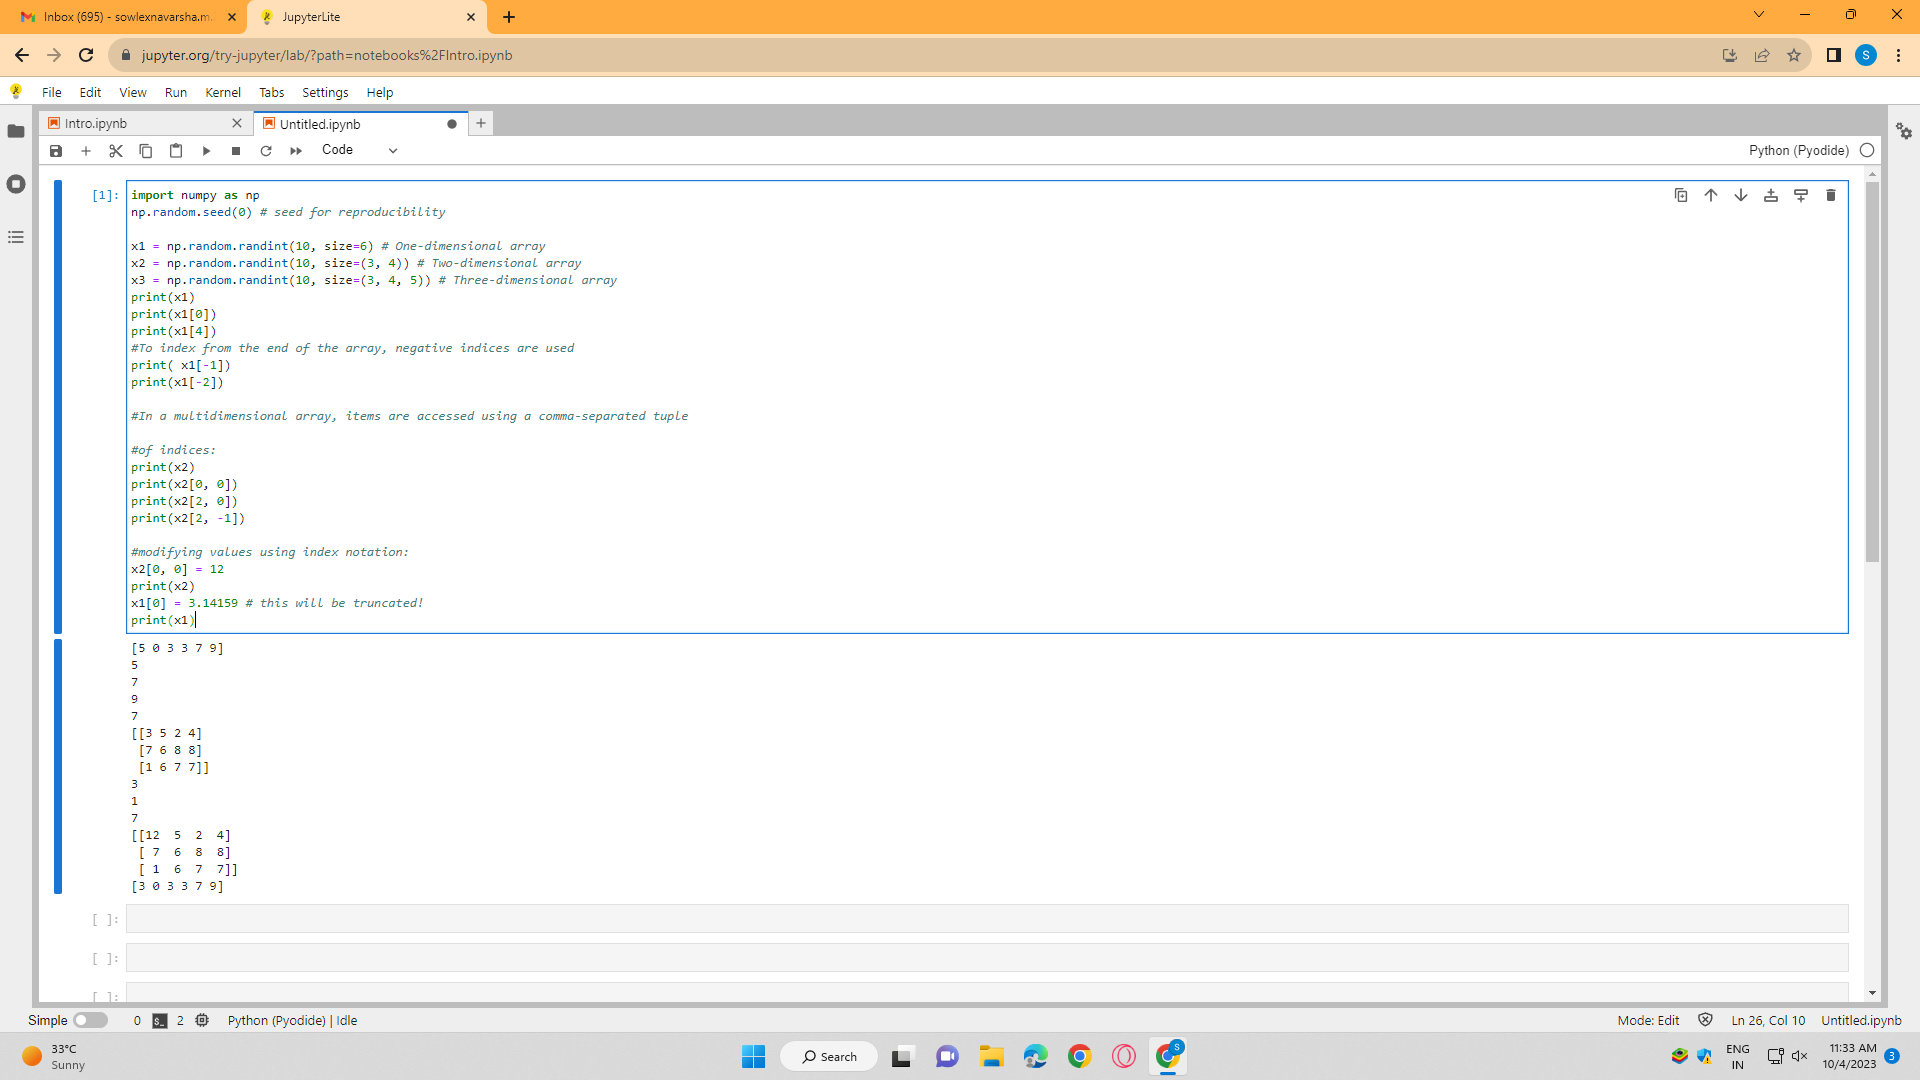 Inbox (695) - sowlexnavarsha.m
JupyterLite
jupyter.org/try-jupyter/lab/?path=notebooks%2FIntro.ipynb
S
File Edit View Run Kernel Tabs Settings Help
Intro.ipynb
Untitled.ipynb
Code
Python (Pyodide)
[1]:
import numpy as np
np.random.seed(0) # seed for reproducibility
x1 = np.random.randint(10, size=6) # One-dimensional array
x2 = np.random.randint(10, size=(3, 4)) # Two-dimensional array
x3 = np.random.randint(10, size=(3, 4, 5)) # Three-dimensional array
print(x1)
print(x1[0])
print(x1[4])
#To index from the end of the array, negative indices are used
print( x1[-1])
print(x1[-2])
#In a multidimensional array, items are accessed using a comma-separated tuple
#of indices:
print(x2)
print(x2[0, 0])
print(x2[2, 0])
print(x2[2, -1])
#modifying values using index notation:
x2[0, 0] = 12
print(x2)
x1[0] = 3.14159 # this will be truncated!
print(x1)
[5 0 3 3 7 9]
5
7
9
7
[[3 5 2 4]
[7 6 8 8]
[1 6 7 7]]
3
1
7
[[12 5 2 4]
[ 7 6 8 8]
[ 1 6 7 7]]
[3 0 3 3 7 9]
[ ]:
[ ]:
[ ]:
Simple 0 $_ 2 Python (Pyodide) | Idle Mode: Edit Ln 26, Col 10 Untitled.ipynb
33°C
Sunny
Search
S
ENG
IN
11:33 AM
10/4/2023
3